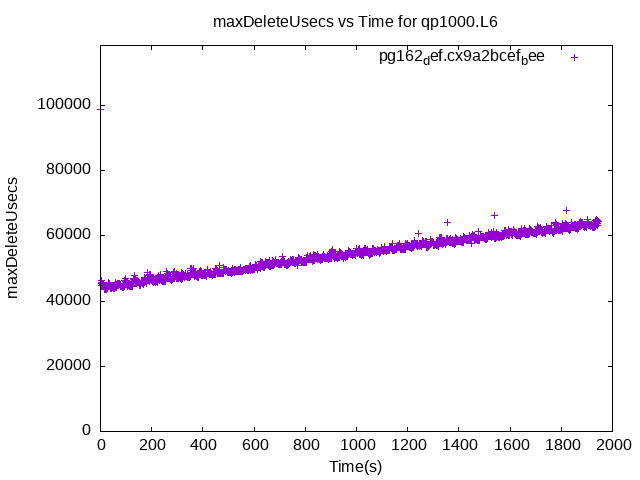 maxDeleteUsecs vs Time for qp1000.L6
pg162def.cx9a2bcefbee
100000
80000
60000
40000
20000
0
maxDeleteUsecs
0 200 400 600 800 1000 1200 1400 1600 1800 2000
Time(s)